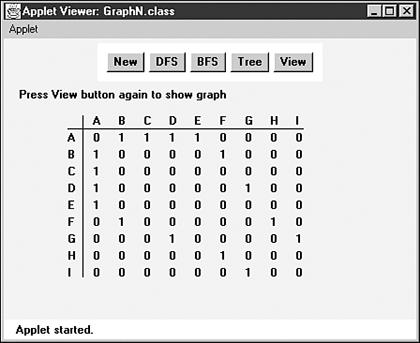 Applet Viewer: GraphN.class
Applet
New DFS BFS Tree View
Press View button again to show graph
A B C D E F G H I
A 0 1 1 1 1 0 0 0 0
B 1 0 0 0 0 1 0 0 0
C 1 0 0 0 0 0 0 0 0
D 1 0 0 0 0 0 1 0 0
E 1 0 0 0 0 0 0 0 0
F 0 1 0 0 0 0 0 1 0
G 0 0 0 1 0 0 0 0 1
H 0 0 0 0 0 1 0 0 0
I 0 0 0 0 0 0 1 0 0
Applet started.